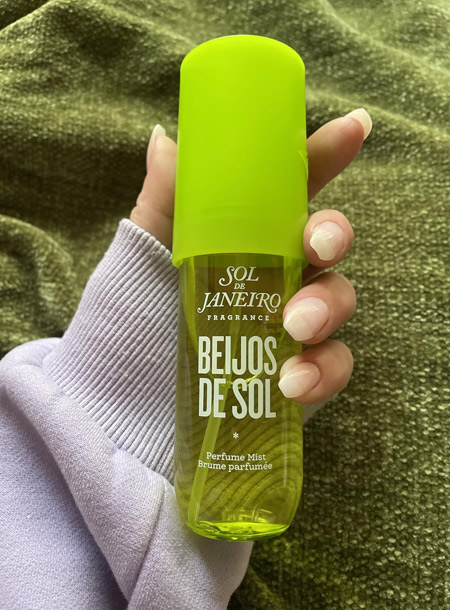 SOL
DE
JANEIRO
FRAGRANCE
BEIJOS
DE SOL
*
Perfume Mist
Brume parfumée